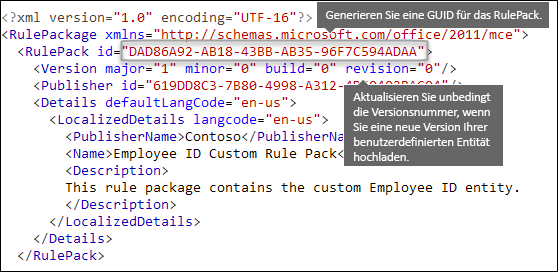 <?xml version="1.0" encoding="UTF-16"?>
Generieren Sie eine GUID für das RulePack.
<RulePackage xmlns="http://schemas.microsoft.com/office/2011/mce">
<RulePack id="DAD86A92-AB18-43BB-AB35-96F7C594ADAA">
<Version major="1" minor="0" build="0" revision="0"/>
<Publisher id="619DD8C3-7B80-4998-A312-
Aktualisieren Sie unbedingt
die Versionsnummer, wenn
Sie eine neue Version Ihrer
benutzerdefinierten Entität
hochladen.
<Details defaultLangCode="en-us">
<LocalizedDetails langcode="en-us">
<PublisherName>Contoso</PublisherNa
<Name>Employee ID Custom Rule Pack<
<Description>
This rule package contains the custom Employee ID entity.
</Description>
</LocalizedDetails>
</Details>
</RulePack>